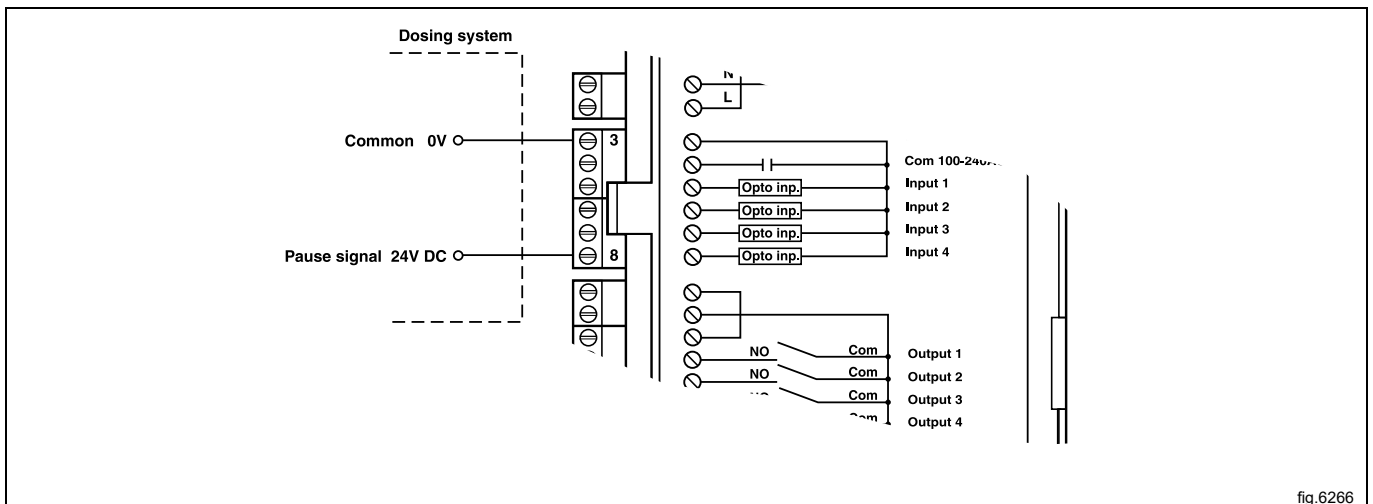 Dosing system
N
L
Common 0V 3
Com
Input 1
Opto inp.
Input 2
Opto inp.
Input 3
Opto inp.
Input 4
Opto inp.
Pause signal 24V DC 8
NO Com Output 1
NO Com Output 2
Com Output 3
Output 4
fig.6266